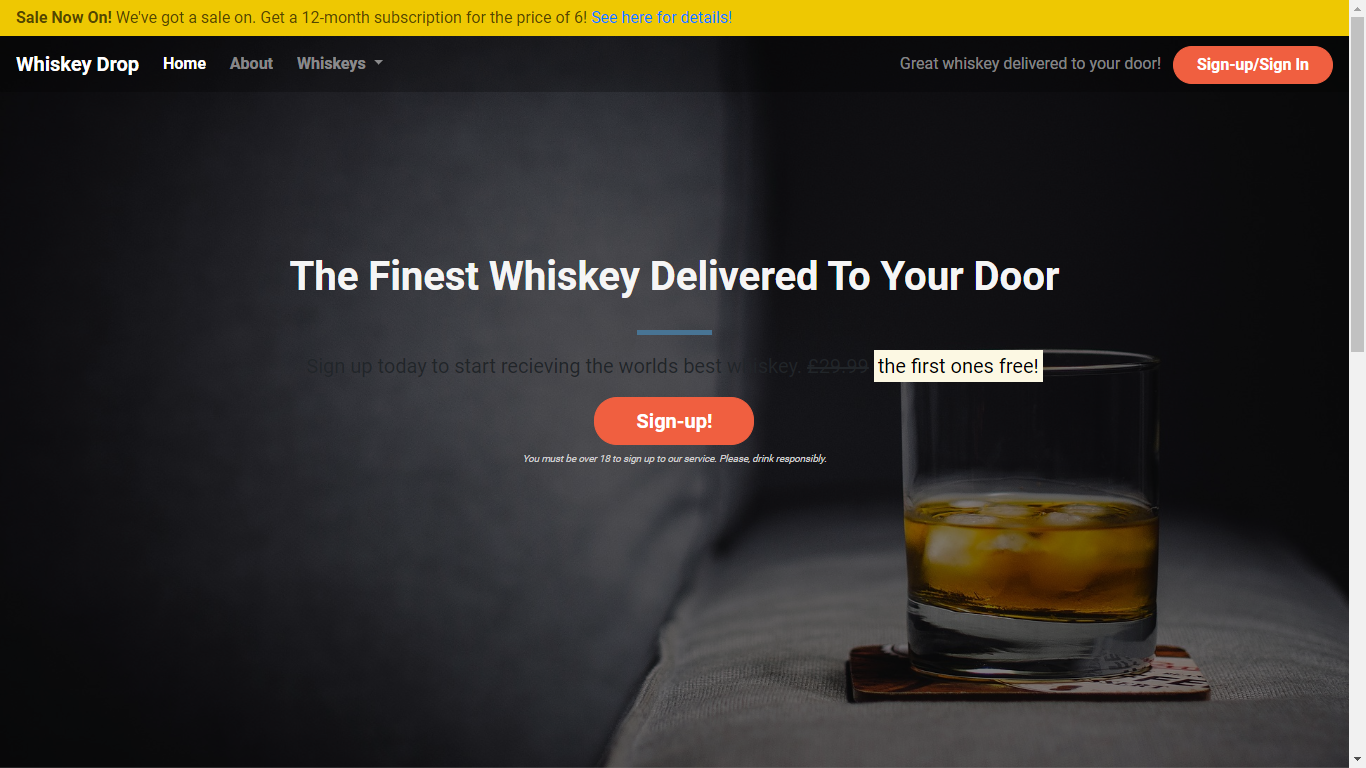 Sale Now On! We've got a sale on. Get a 12-month subscription for the price of 6! See here for details!
Whiskey Drop Home About Whiskeys Great whiskey delivered to your door! Sign-up/Sign In
The Finest Whiskey Delivered To Your Door
Sign up today to start recieving the worlds best whiskey. £29.99 the first ones free!
Sign-up!
You must be over 18 to sign up to our service. Please, drink responsibly.